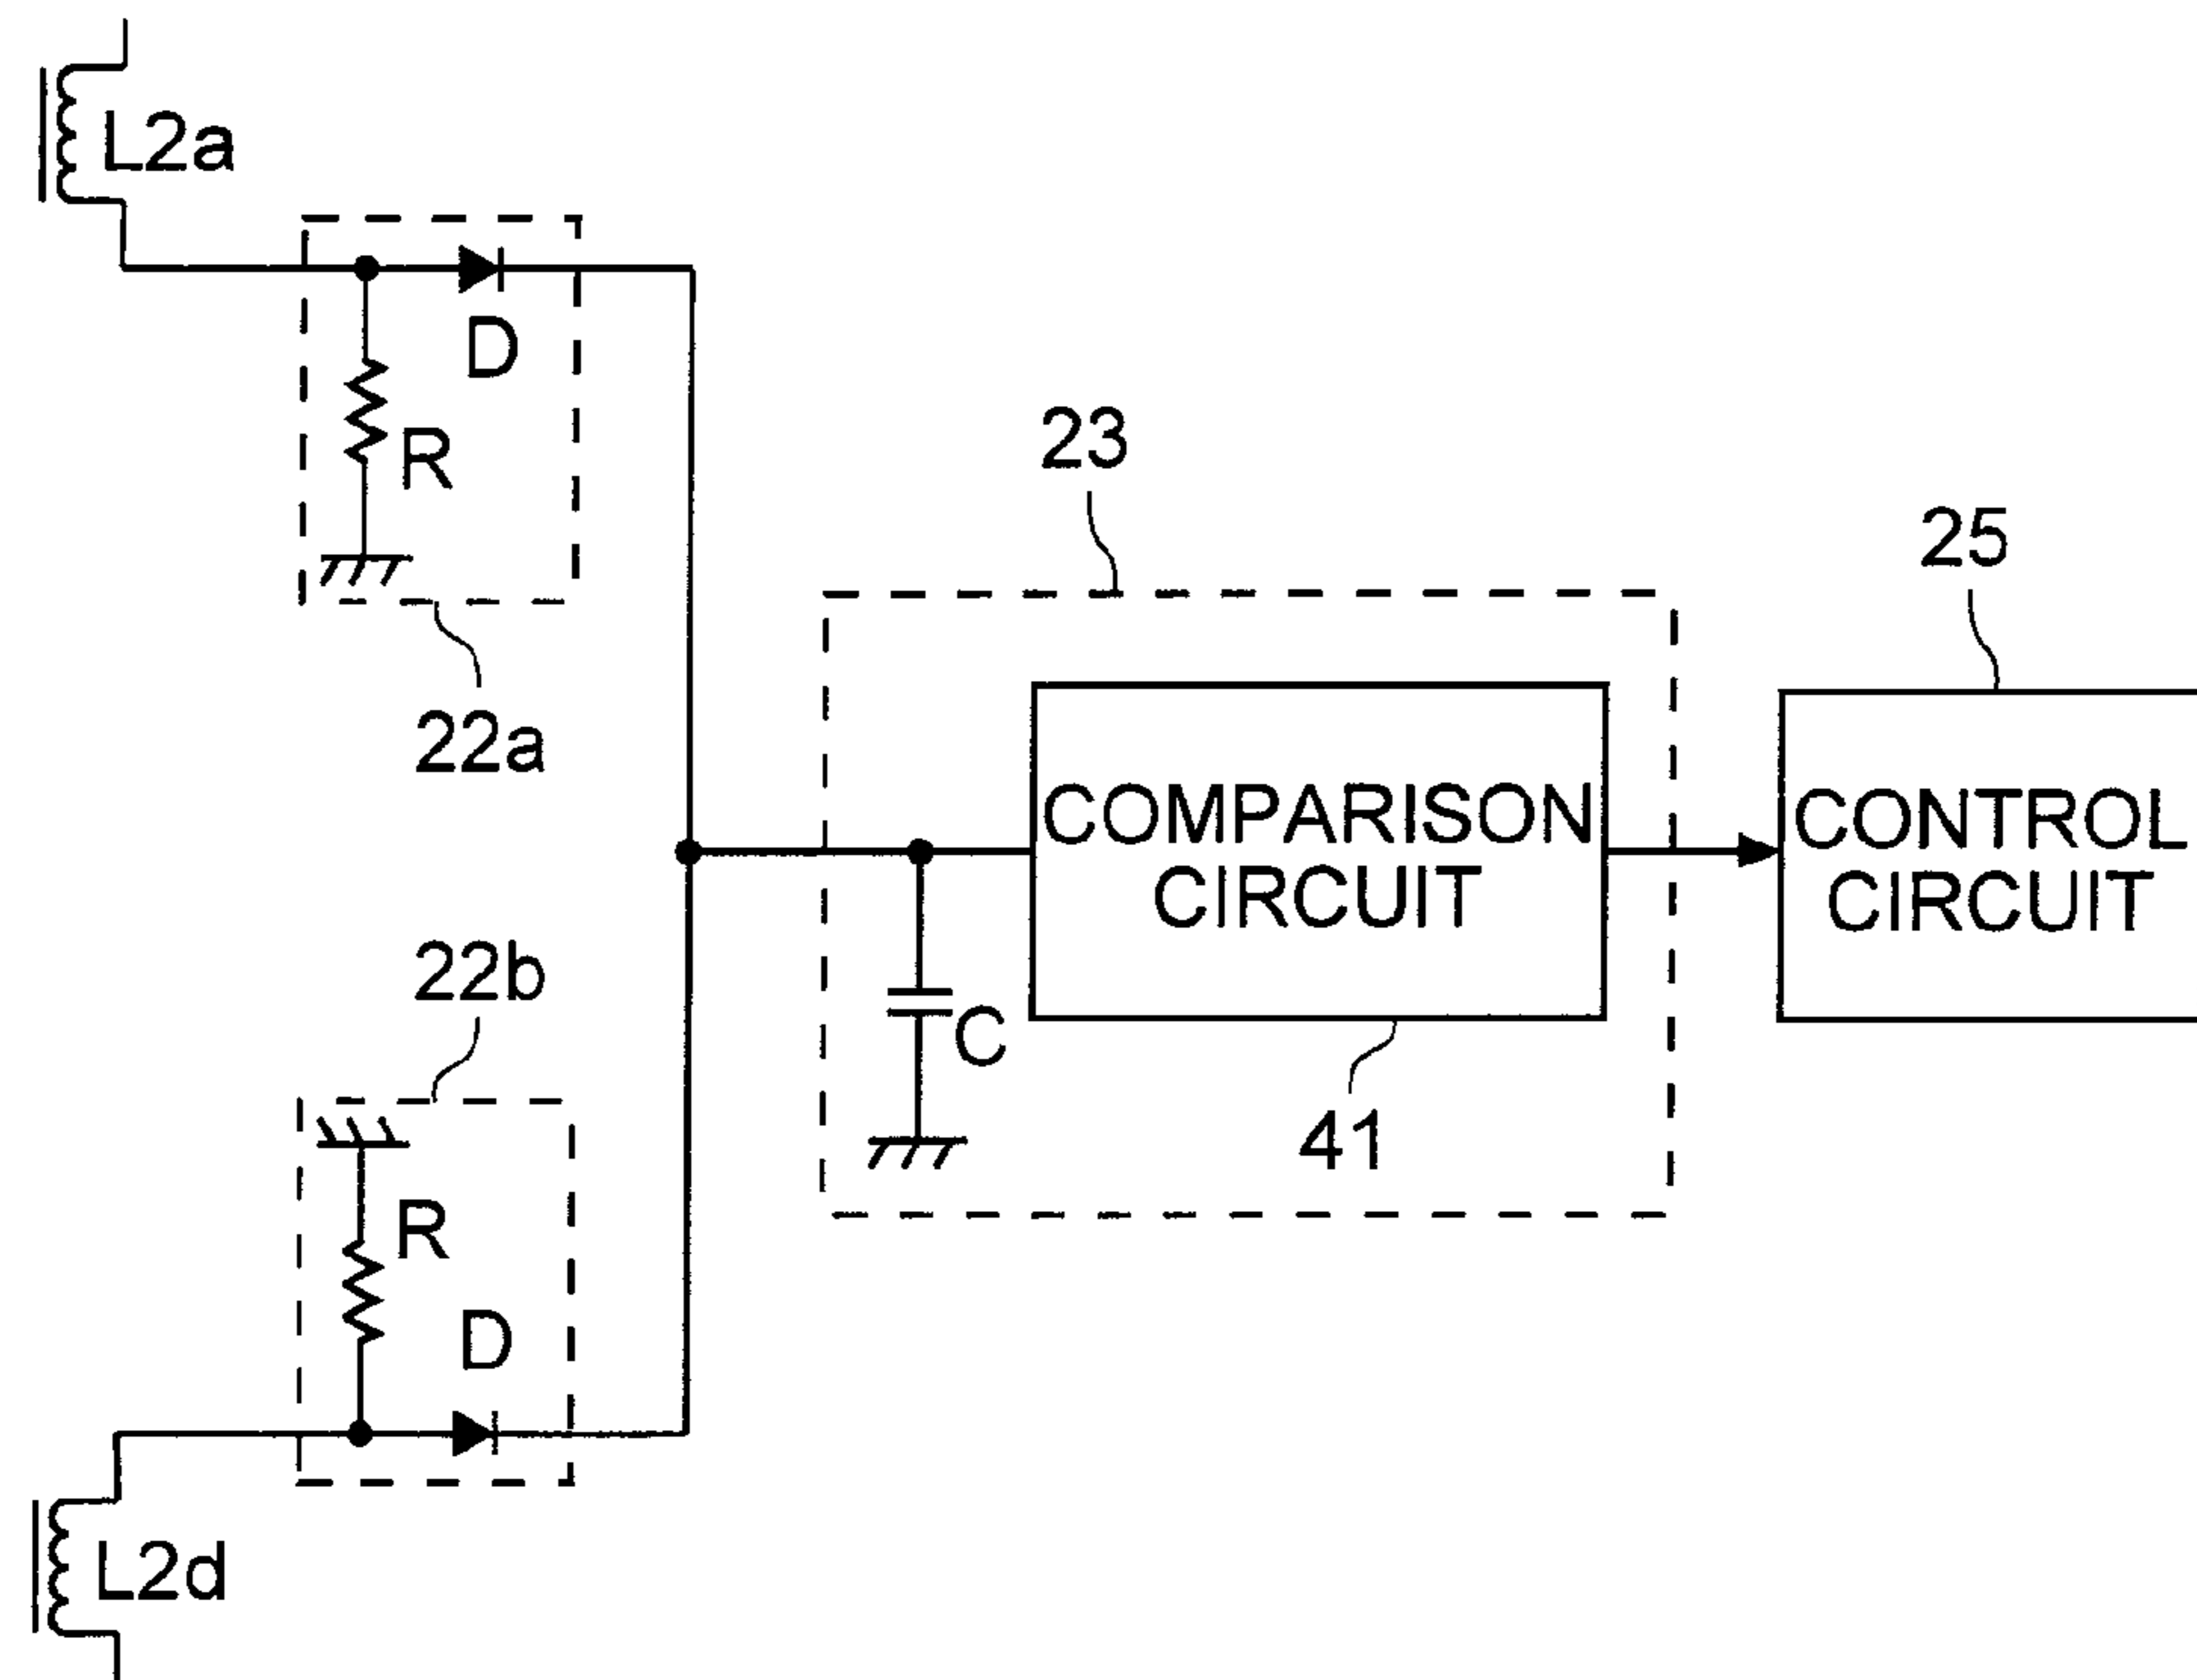 L2a
D
R
22a
23
25
COMPARISON
CIRCUIT
CONTROL
CIRCUIT
22b
C
41
R
D
L2d